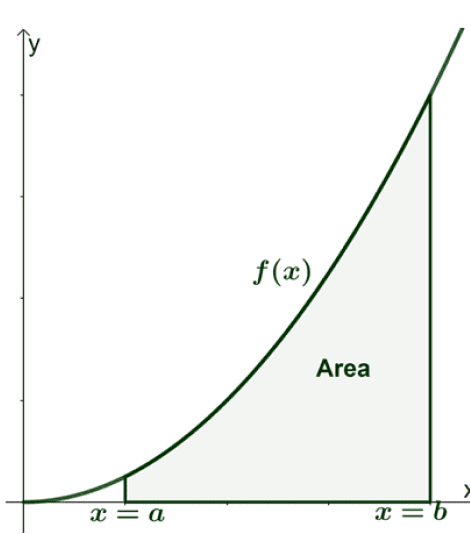 y
f(x)
Area
x
x = a
x = b